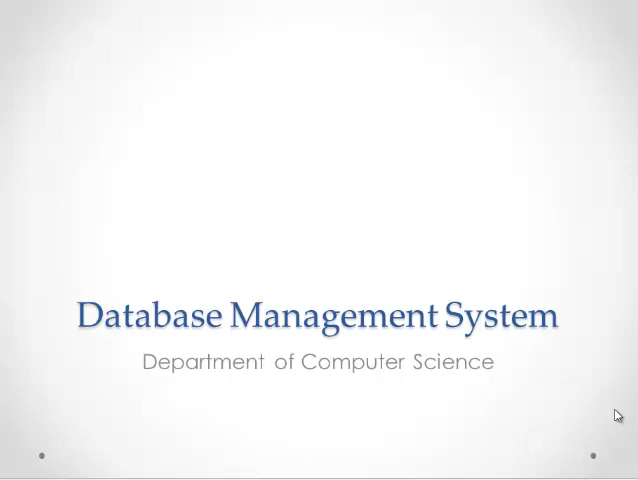 Database Management System
Department of Computer Science